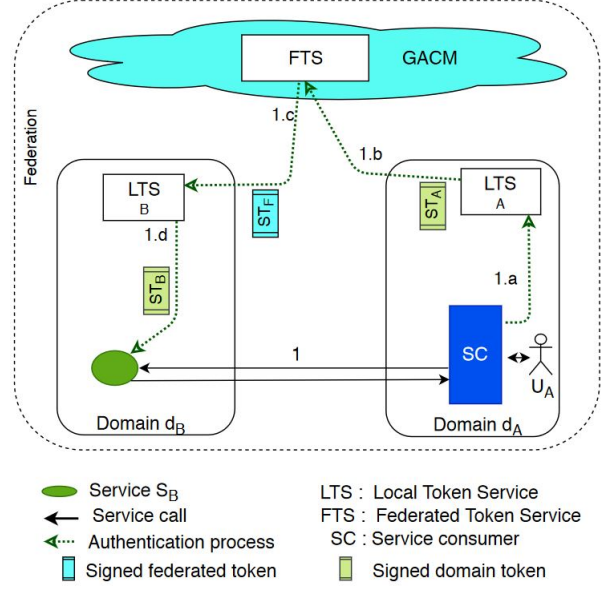 FTS
GACM
Federation
1.c
1.b
LTS
B
ST_F
ST_A
LTS
A
1.d
1.a
ST_B
1
SC
U_A
Domain d_B
Domain d_A
Service S_B
Service call
Authentication process
Signed federated token
LTS : Local Token Service
FTS : Federated Token Service
SC : Service consumer
Signed domain token